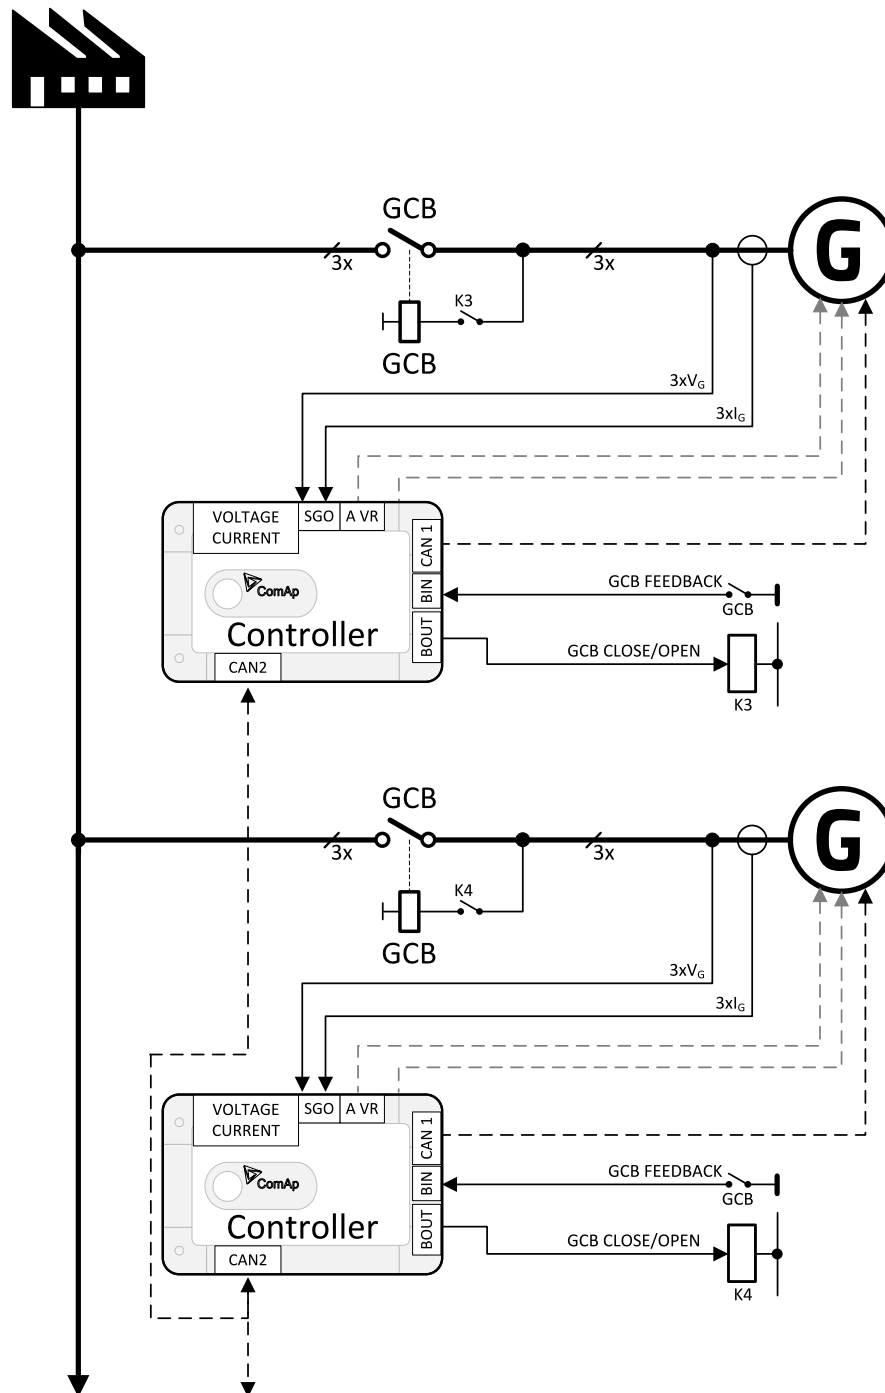 GCB
G
3x
3x
K3
GCB
3xVG
3xIG
VOLTAGE
CURRENT
SGO
A VR
CAN 1
BIN
BOUT
ComAp
Controller
CAN2
GCB FEEDBACK
GCB
GCB CLOSE/OPEN
K3
GCB
G
3x
3x
K4
GCB
3xVG
3xIG
VOLTAGE
CURRENT
SGO
A VR
CAN 1
BIN
BOUT
ComAp
Controller
CAN2
GCB FEEDBACK
GCB
GCB CLOSE/OPEN
K4